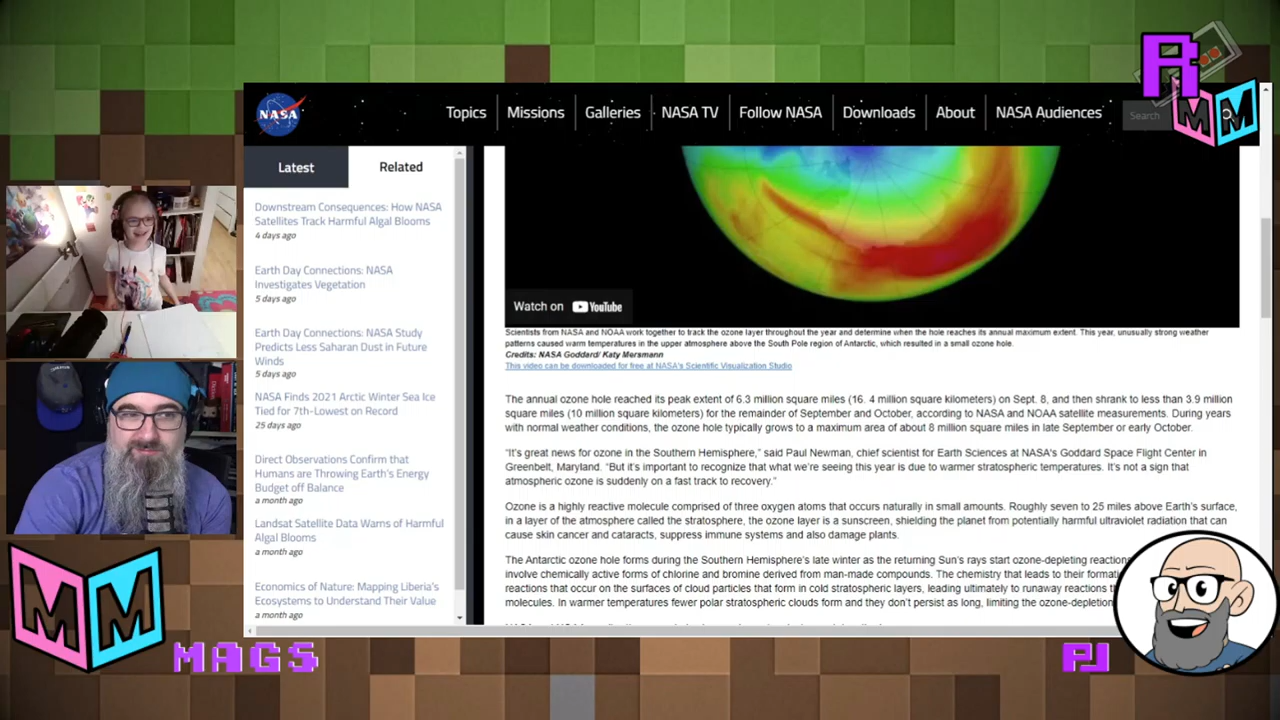 R
MM
NASA
Topics
Missions
Galleries
NASA TV
Follow NASA
Downloads
About
NASA Audiences
Search
Latest
Related
Downstream Consequences: How NASA
Satellites Track Harmful Algal Blooms
4 days ago
Earth Day Connections: NASA
Investigates Vegetation
5 days ago
Earth Day Connections: NASA Study
Predicts Less Saharan Dust in Future
Winds
5 days ago
NASA Finds 2021 Arctic Winter Sea Ice
Tied for 7th-Lowest on Record
25 days ago
Direct Observations Confirm that
Humans are Throwing Earth's Energy
Budget off Balance
a month ago
Landsat Satellite Data Warns of Harmful
Algal Blooms
a month ago
Economics of Nature: Mapping Liberia's
Ecosystems to Understand Their Value
a month ago
Watch on YouTube
Scientists from NASA and NOAA work together to track the ozone layer throughout the year and determine when the hole reaches its annual maximum extent. This year, unusually strong weather
patterns caused warm temperatures in the upper atmosphere above the South Pole region of Antarctic, which resulted in a small ozone hole.
Credits: NASA Goddard/ Katy Mersmann
This video can be downloaded for free at NASA's Scientific Visualization Studio
The annual ozone hole reached its peak extent of 6.3 million square miles (16. 4 million square kilometers) on Sept. 8, and then shrank to less than 3.9 million
square miles (10 million square kilometers) for the remainder of September and October, according to NASA and NOAA satellite measurements. During years
with normal weather conditions, the ozone hole typically grows to a maximum area of about 8 million square miles in late September or early October.
"It's great news for ozone in the Southern Hemisphere," said Paul Newman, chief scientist for Earth Sciences at NASA's Goddard Space Flight Center in
Greenbelt, Maryland. "But it's important to recognize that what we're seeing this year is due to warmer stratospheric temperatures. It's not a sign that
atmospheric ozone is suddenly on a fast track to recovery."
Ozone is a highly reactive molecule comprised of three oxygen atoms that occurs naturally in small amounts. Roughly seven to 25 miles above Earth's surface,
in a layer of the atmosphere called the stratosphere, the ozone layer is a sunscreen, shielding the planet from potentially harmful ultraviolet radiation that can
cause skin cancer and cataracts, suppress immune systems and also damage plants.
The Antarctic ozone hole forms during the Southern Hemisphere's late winter as the returning Sun's rays start ozone-depleting reactions
involve chemically active forms of chlorine and bromine derived from man-made compounds. The chemistry that leads to their
reactions that occur on the surfaces of cloud particles that form in cold stratospheric layers, leading ultimately to runaway reactions
molecules. In warmer temperatures fewer polar stratospheric clouds form and they don't persist as long, limiting the ozone-depletion
MM
MAGS
PJ